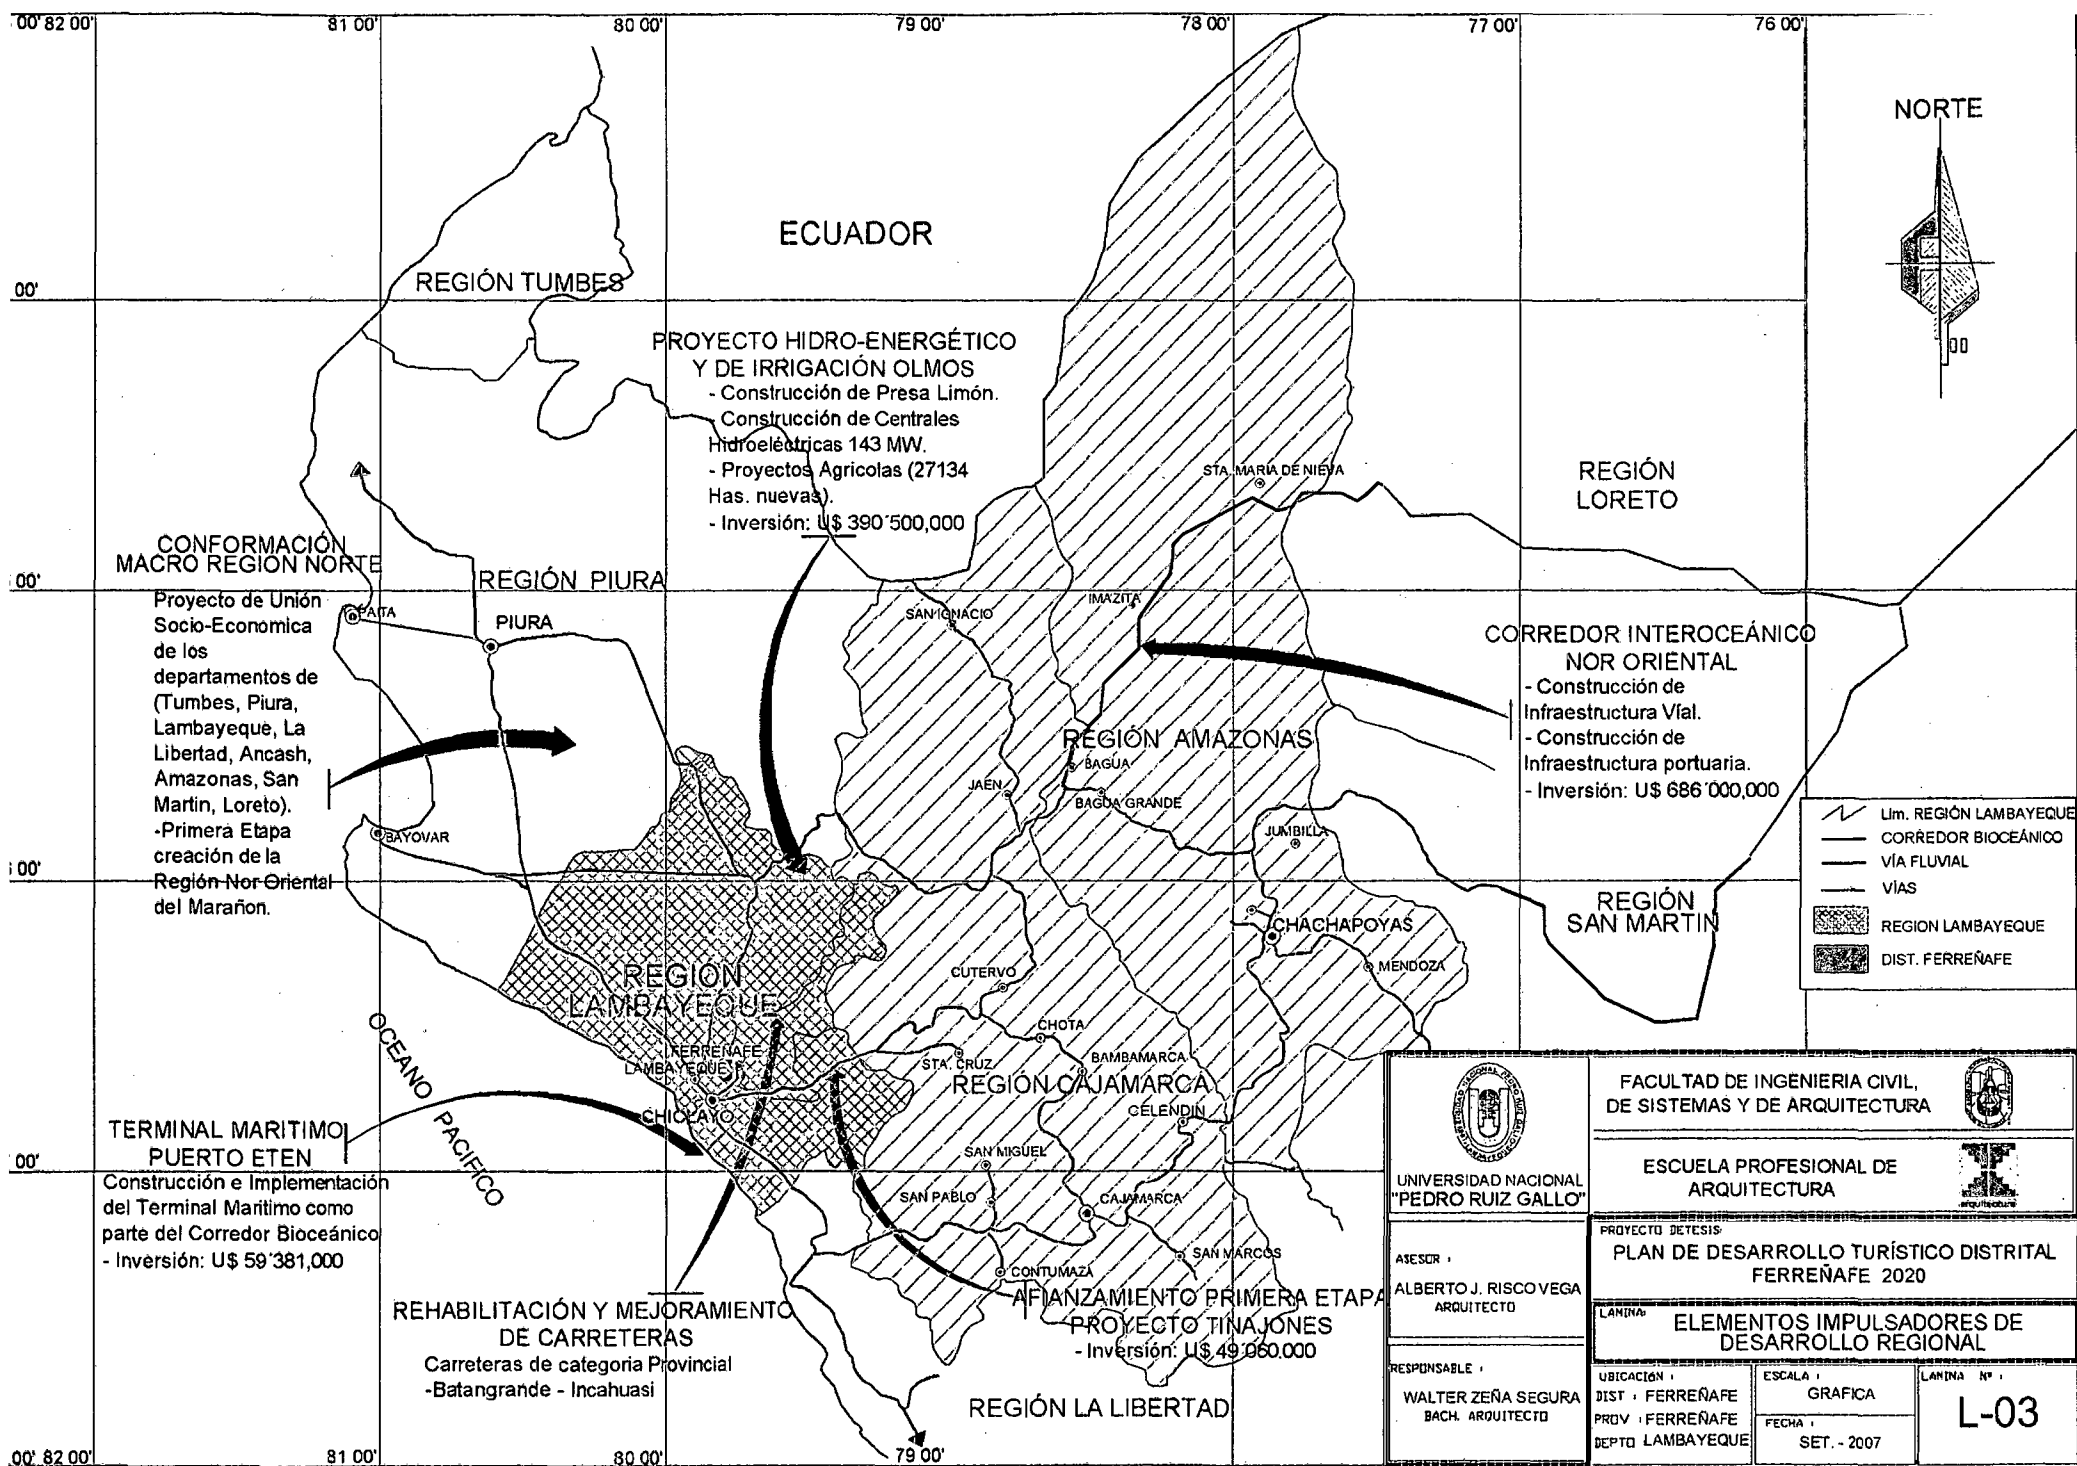 00' 82 00'
81 00'
80 00'
79 00'
78 00'
77 00'
76 00'
NORTE
ECUADOR
REGIÓN TUMBES
00'
PROYECTO HIDRO-ENERGÉTICO
Y DE IRRIGACIÓN OLMOS
- Construcción de Presa Limón.
- Construcción de Centrales
Hidroeléctricas 143 MW.
- Proyectos Agricolas (27134
Has. nuevas).
- Inversión: U$ 390´500,000
00
STA. MARIA DE NIEVA
REGIÓN
LORETO
CONFORMACIÓN
MACRO REGION NORTE
Proyecto de Unión
Socio-Economica
de los
departamentos de
(Tumbes, Piura,
Lambayeque, La
Libertad, Ancash,
Amazonas, San
Martin, Loreto).
-Primera Etapa
creación de la
Región Nor Oriental
del Marañon.
00'
REGIÓN PIURA
PAITA
PIURA
SAN IGNACIO
IMAZITA
CORREDOR INTEROCEÁNICO
NOR ORIENTAL
- Construcción de
Infraestructura Víal.
- Construcción de
Infraestructura portuaria.
- Inversión: U$ 686´000,000
REGIÓN AMAZONAS
BAGUA
JAEN
BAGUA GRANDE
JUMBILLA
BAYOVAR
00'
Lim. REGIÓN LAMBAYEQUE
CORREDOR BIOCEÁNICO
VÍA FLUVIAL
VÍAS
REGION LAMBAYEQUE
DIST. FERREÑAFE
REGIÓN
SAN MARTIN
CHACHAPOYAS
MENDOZA
CUTERVO
REGION
LAMBAYEQUE
OCEANO PACIFICO
CHOTA
FERREÑAFE
LAMBAYEQUE
STA. CRUZ
BAMBAMARCA
REGIÓN CAJAMARCA
CHICLAYO
CELENDIN
SAN MIGUEL
SAN PABLO
CAJAMARCA
SAN MARCOS
CONTUMAZA
TERMINAL MARITIMO
PUERTO ETEN
Construcción e Implementación
del Terminal Maritimo como
parte del Corredor Bioceánico
- Inversión: U$ 59´381,000
00'
REHABILITACIÓN Y MEJORAMIENTO
DE CARRETERAS
Carreteras de categoria Provincial
-Batangrande - Incahuasi
AFIANZAMIENTO PRIMERA ETAPA
PROYECTO TINAJONES
- Inversión: U$ 49´060,000
REGIÓN LA LIBERTAD
00' 82 00'
81 00'
80 00'
79 00'
UNIVERSIDAD NACIONAL
"PEDRO RUIZ GALLO"
FACULTAD DE INGENIERIA CIVIL,
DE SISTEMAS Y DE ARQUITECTURA
ESCUELA PROFESIONAL DE
ARQUITECTURA
arquitectura
ASESOR :
ALBERTO J. RISCO VEGA
ARQUITECTO
RESPONSABLE :
WALTER ZEÑA SEGURA
BACH. ARQUITECTO
PROYECTO DETESIS:
PLAN DE DESARROLLO TURÍSTICO DISTRITAL
FERREÑAFE 2020
LAMINA:
ELEMENTOS IMPULSADORES DE
DESARROLLO REGIONAL
UBICACIÓN :
DIST : FERREÑAFE
PROV : FERREÑAFE
DEPTO LAMBAYEQUE
ESCALA :
GRAFICA
FECHA :
SET. - 2007
LAMINA Nº :
L-03